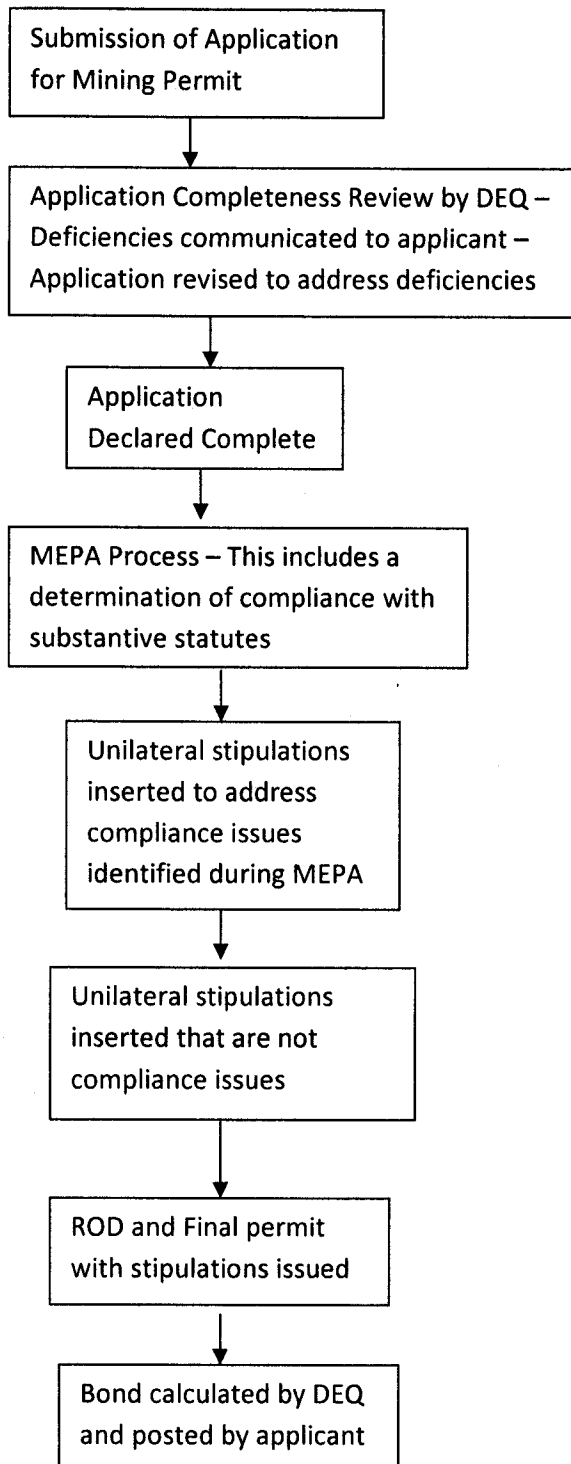 Submission of Application
for Mining Permit
Application Completeness Review by DEQ –
Deficiencies communicated to applicant –
Application revised to address deficiencies
Application
Declared Complete
MEPA Process – This includes a
determination of compliance with
substantive statutes
Unilateral stipulations
inserted to address
compliance issues
identified during MEPA
Unilateral stipulations
inserted that are not
compliance issues
ROD and Final permit
with stipulations issued
Bond calculated by DEQ
and posted by applicant